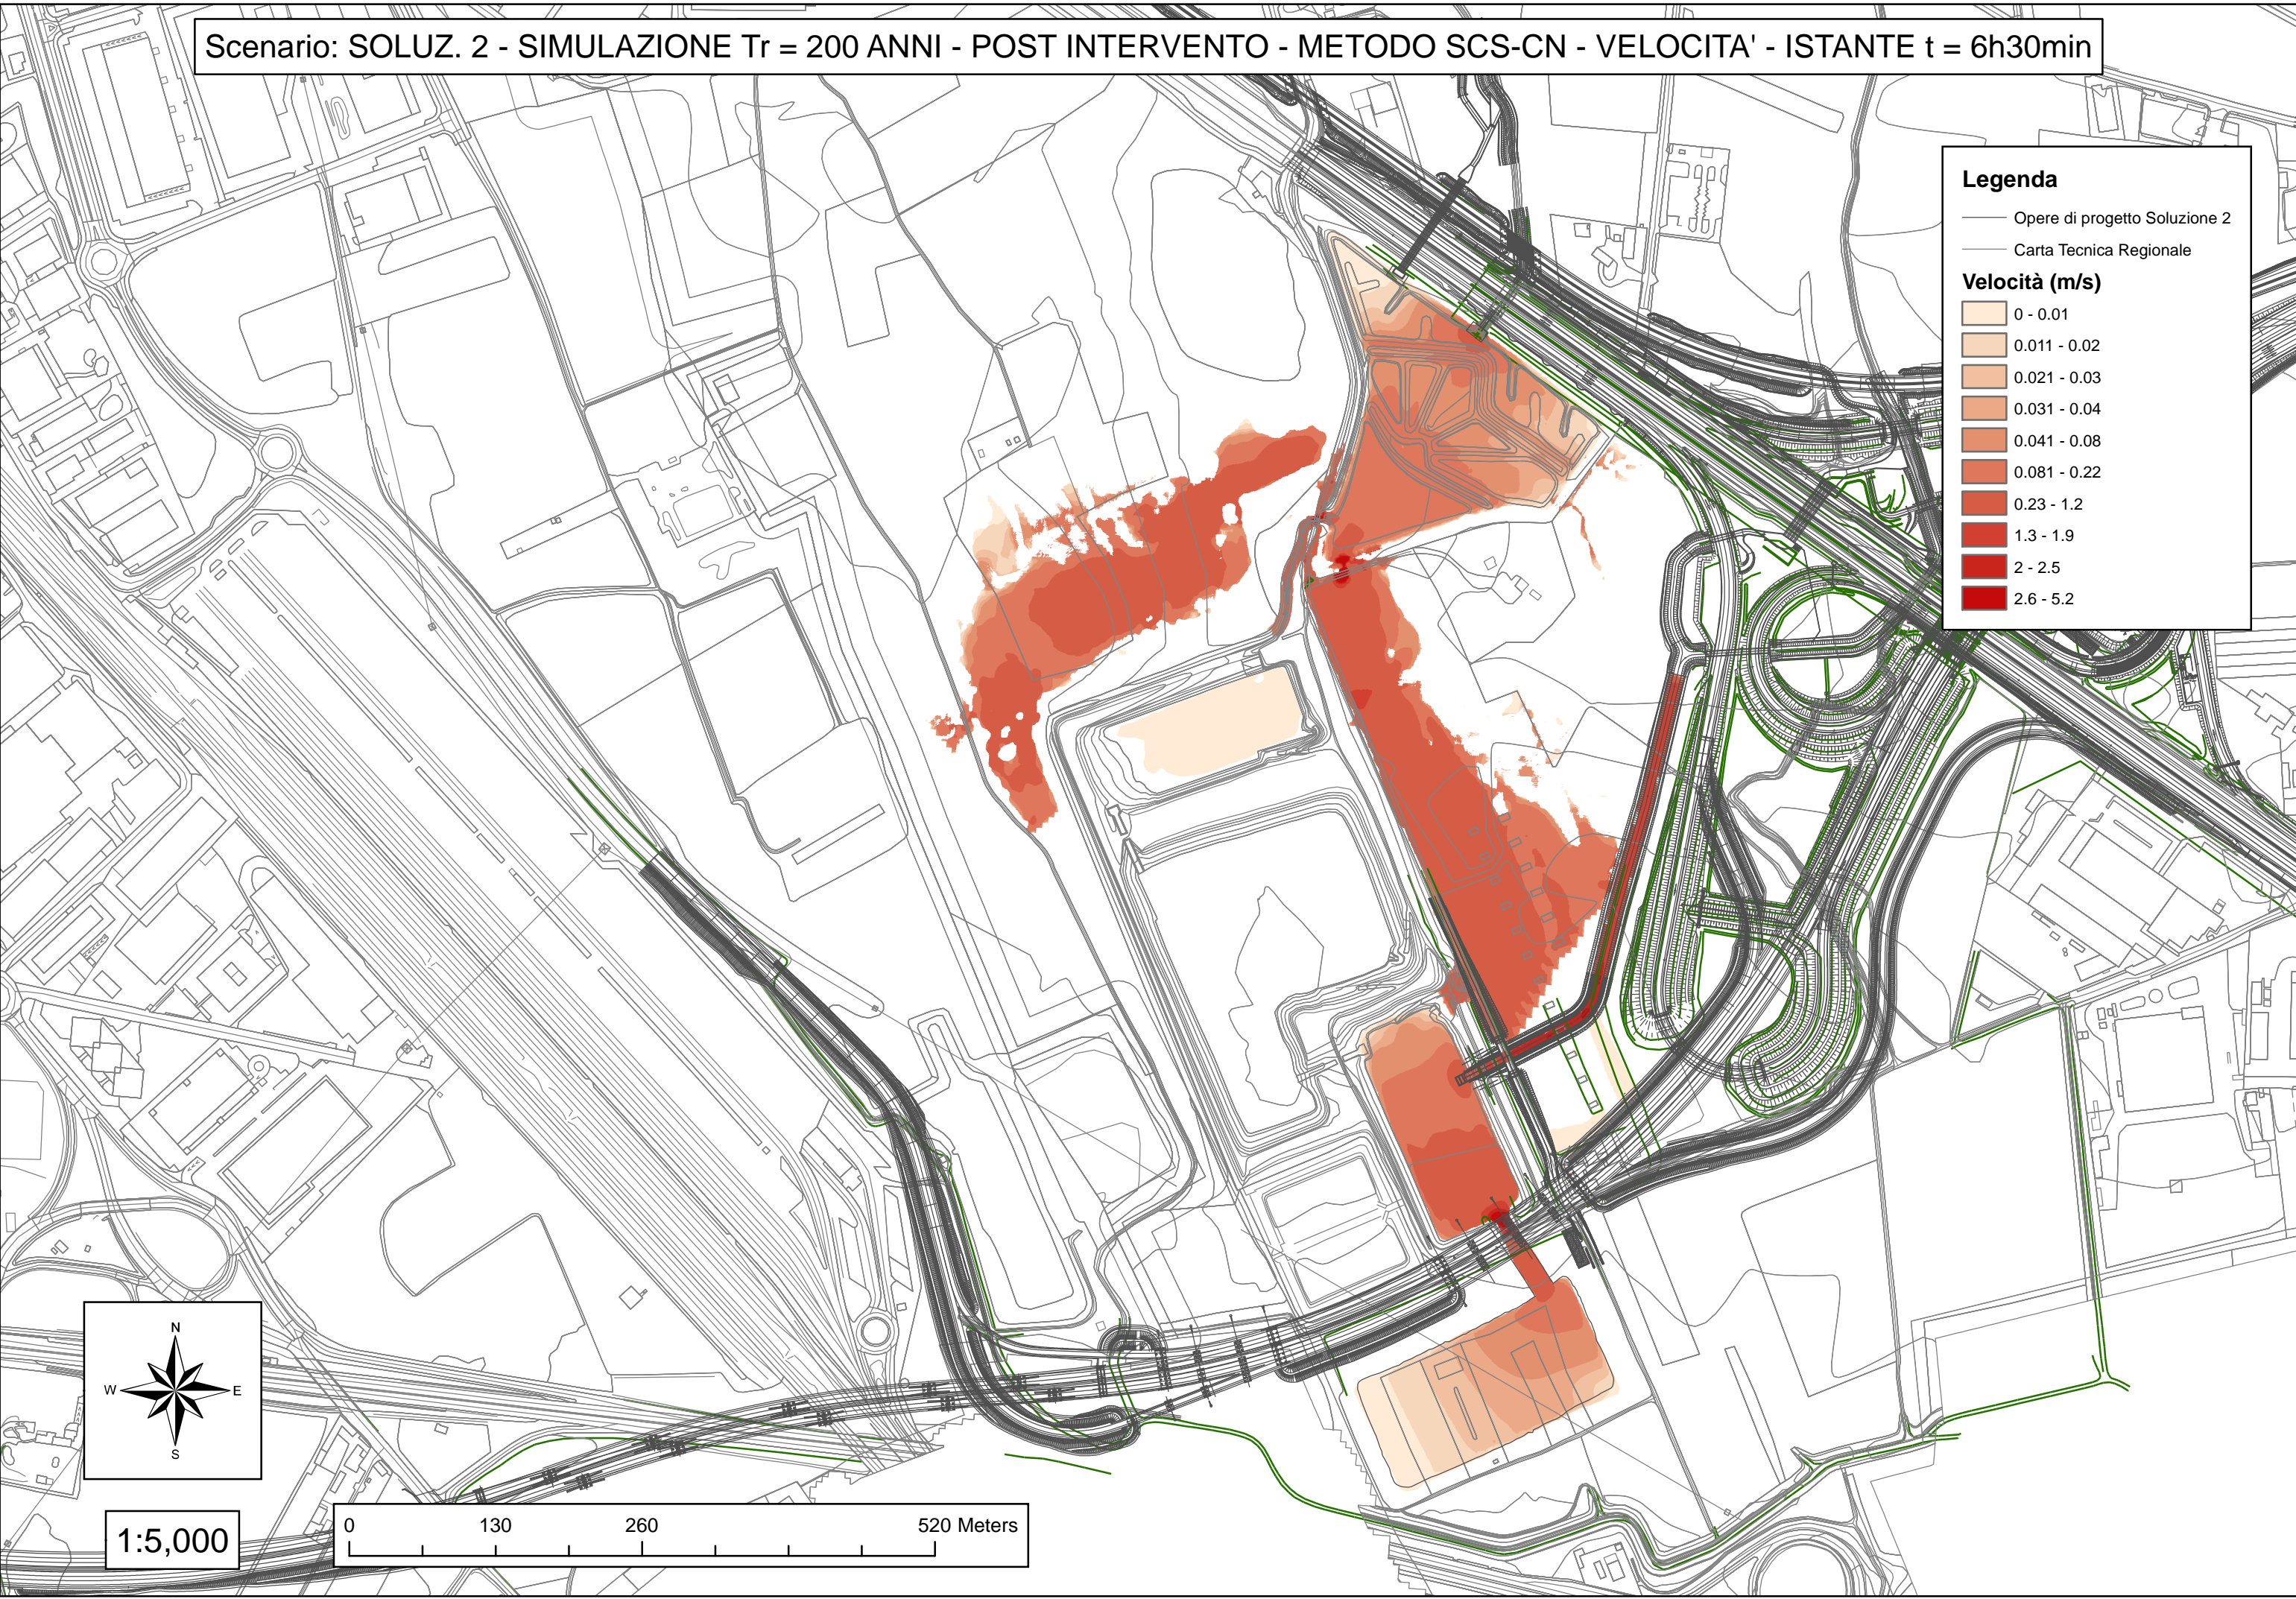 Scenario: SOLUZ. 2 - SIMULAZIONE Tr = 200 ANNI - POST INTERVENTO - METODO SCS-CN - VELOCITA' - ISTANTE t = 6h30min
Legenda
Opere di progetto Soluzione 2
Carta Tecnica Regionale
Velocità (m/s)
0 - 0.01
0.011 - 0.02
0.021 - 0.03
0.031 - 0.04
0.041 - 0.08
0.081 - 0.22
0.23 - 1.2
1.3 - 1.9
2 - 2.5
2.6 - 5.2
N
W E
S
1:5,000
0 130 260 520 Meters